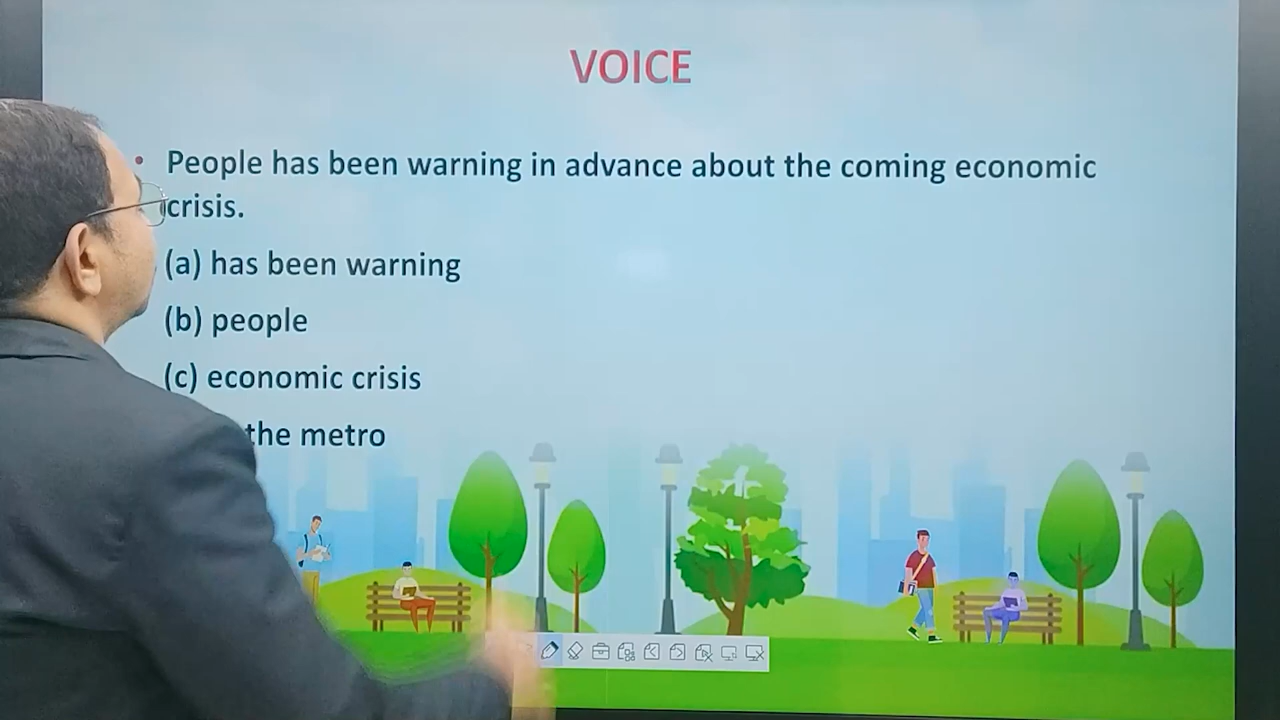 VOICE
• People has been warning in advance about the coming economic
crisis.
(a) has been warning
(b) people
(c) economic crisis
the metro